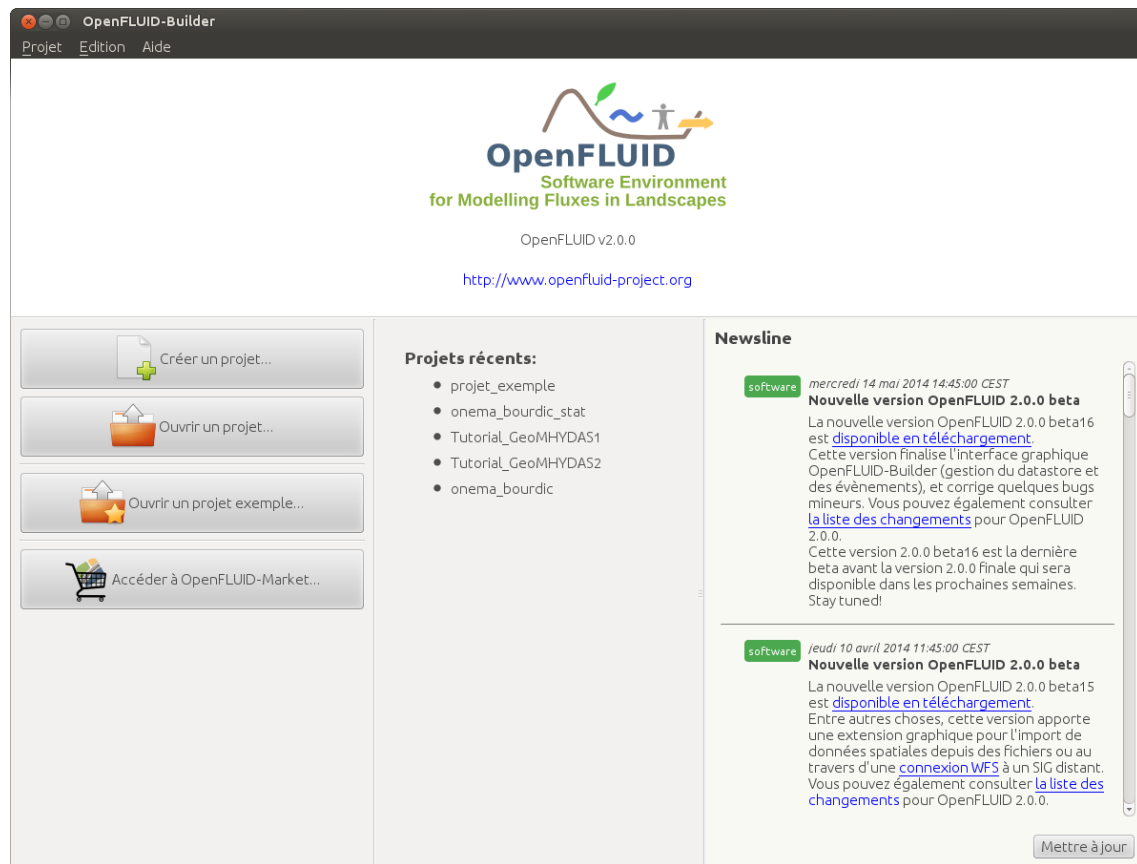 OpenFLUID-Builder
Projet Edition Aide
OpenFLUID
Software Environment
for Modelling Fluxes in Landscapes
OpenFLUID v2.0.0
http://www.openfluid-project.org
Créer un projet...
Ouvrir un projet...
Ouvrir un projet exemple...
Accéder à OpenFLUID-Market...
Projets récents:
projet_exemple
onema_bourdic_stat
Tutorial_GeoMHYDAS1
Tutorial_GeoMHYDAS2
onema_bourdic
Newsline
software
mercredi 14 mai 2014 14:45:00 CEST
Nouvelle version OpenFLUID 2.0.0 beta
La nouvelle version OpenFLUID 2.0.0 beta16
est disponible en téléchargement.
Cette version finalise l'interface graphique
OpenFLUID-Builder (gestion du datastore et
des évènements), et corrige quelques bugs
mineurs. Vous pouvez également consulter
la liste des changements pour OpenFLUID
2.0.0.
Cette version 2.0.0 beta16 est la dernière
beta avant la version 2.0.0 finale qui sera
disponible dans les prochaines semaines.
Stay tuned!
software
jeudi 10 avril 2014 11:45:00 CEST
Nouvelle version OpenFLUID 2.0.0 beta
La nouvelle version OpenFLUID 2.0.0 beta15
est disponible en téléchargement.
Entre autres choses, cette version apporte
une extension graphique pour l'import de
données spatiales depuis des fichiers ou au
travers d'une connexion WFS à un SIG distant.
Vous pouvez également consulter la liste des
changements pour OpenFLUID 2.0.0.
Mettre à jour